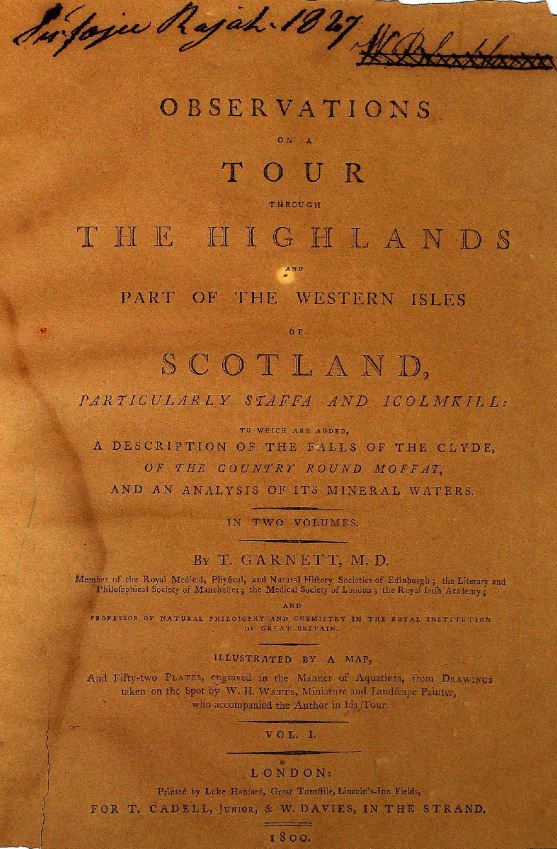 Rajah. 1827
OBSERVATIONS
ON A
TOUR
THROUGH
THE HIGHLANDS
AND
PART OF THE WESTERN ISLES
OF
SCOTLAND,
PARTICULARLY STAFFA AND ICOLMKILL:
TO WHICH ARE ADDED,
A DESCRIPTION OF THE FALLS OF THE CLYDE,
OF THE COUNTRY ROUND MOFFAT,
AND AN ANALYSIS OF ITS MINERAL WATERS.
IN TWO VOLUMES.
By T. GARNETT, M. D.
Member of the Royal Medical, Phyſical, and Natural Hiſtory Societies of Edinburgh; the Literary and
Philoſophical Society of Mancheſter; the Medical Society of London; the Royal Iriſh Academy;
AND
PROFESSOR OF NATURAL PHILOSOPHY AND CHEMISTRY IN THE ROYAL INSTITUTION
OF GREAT BRITAIN.
ILLUSTRATED BY A MAP,
And Fifty-two PLATES, engraved in the Manner of Aquatinta, from DRAWINGS
taken on the Spot by W. H. WATTS, Miniature and Landſcape Painter,
who accompanied the Author in his Tour.
VOL. I.
LONDON:
Printed by Luke Hanſard, Great Turnſtile, Lincoln's-Inn Fields,
FOR T. CADELL, JUNIOR, & W. DAVIES, IN THE STRAND.
1800.